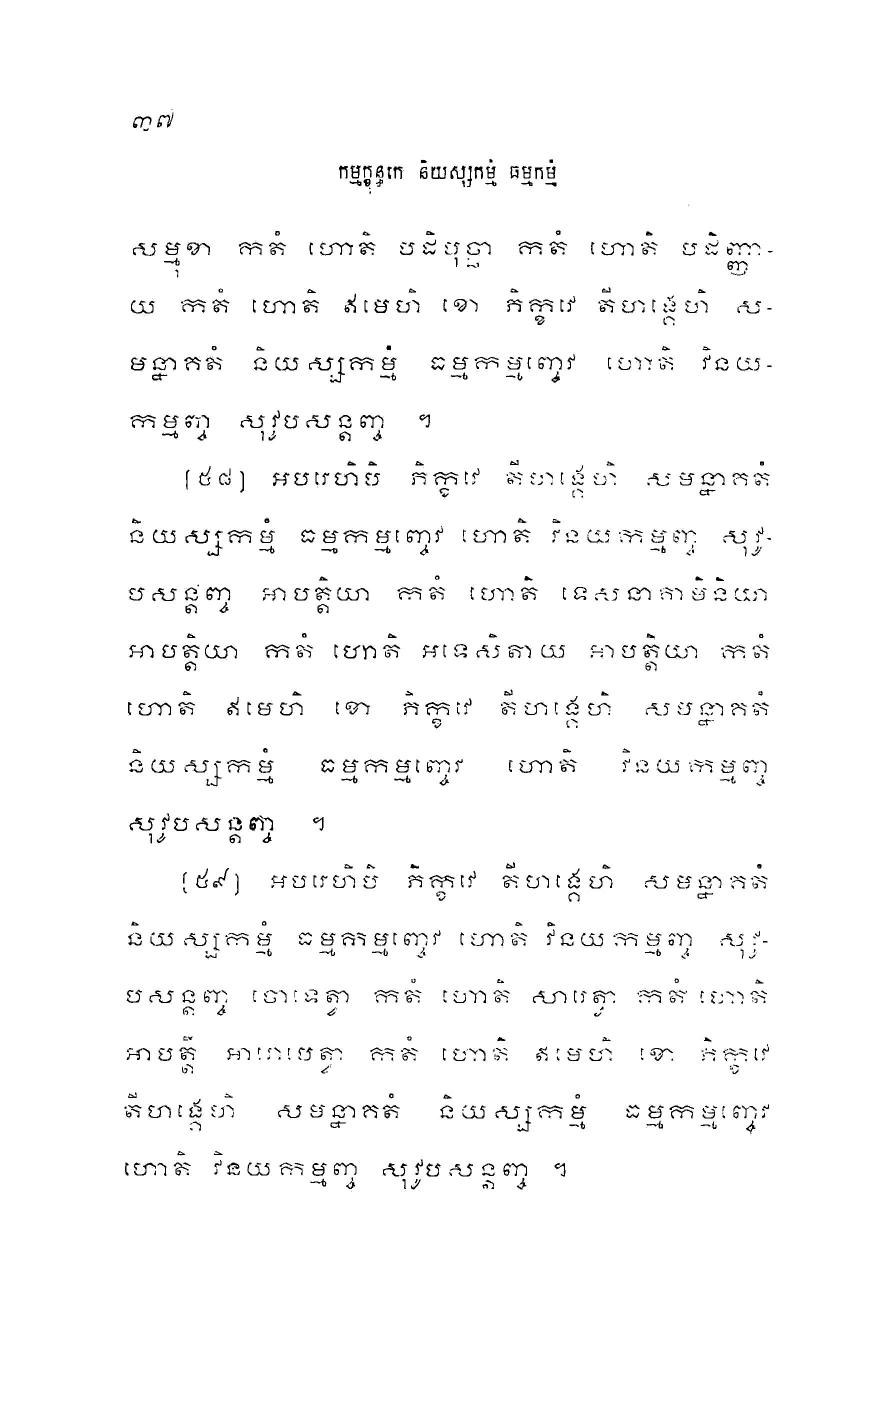 ៣៧
កម្មក្ខន្ធកេ និយស្សកម្មំ ធម្មកម្មំ
សម្មុខា កតំ ហោតិ បដិបុច្ឆា កតំ ហោតិ បដិញ្ញា-
យ កតំ ហោតិ ឥមេហិ ខោ ភិក្ខវេ តីហង្គេហិ ស-
មន្នាគតំ និយស្សកម្មំ ធម្មកម្មញ្ចេវ ហោតិ វិនយ-
កម្មញ្ច សុវូបសន្តញ្ច ។
[៥៨] អបរេហិបិ ភិក្ខវេ តីហង្គេហិ សមន្នាគតំ
និយស្សកម្មំ ធម្មកម្មញ្ចេវ ហោតិ វិនយកម្មញ្ច សុវូ-
បសន្តញ្ច អាបត្តិយា កតំ ហោតិ ទេសនាគាមិនិយា
អាបត្តិយា កតំ ហោតិ អទេសិតាយ អាបត្តិយា កតំ
ហោតិ ឥមេហិ ខោ ភិក្ខវេ តីហង្គេហិ សមន្នាគតំ
និយស្សកម្មំ ធម្មកម្មញ្ចេវ ហោតិ វិនយកម្មញ្ច
សុវូបសន្តញ្ច ។
[៥៩] អបរេហិបិ ភិក្ខវេ តីហង្គេហិ សមន្នាគតំ
និយស្សកម្មំ ធម្មកម្មញ្ចេវ ហោតិ វិនយកម្មញ្ច សុវូ-
បសន្តញ្ច ចោទេត្វា កតំ ហោតិ សារេត្វា កតំ ហោតិ
អាបត្តឹ អារោបេត្វា កតំ ហោតិ ឥមេហិ ខោ ភិក្ខវេ
តីហង្គេហិ សមន្នាគតំ និយស្សកម្មំ ធម្មកម្មញ្ចេវ
ហោតិ វិនយកម្មញ្ច សុវូបសន្តញ្ច ។